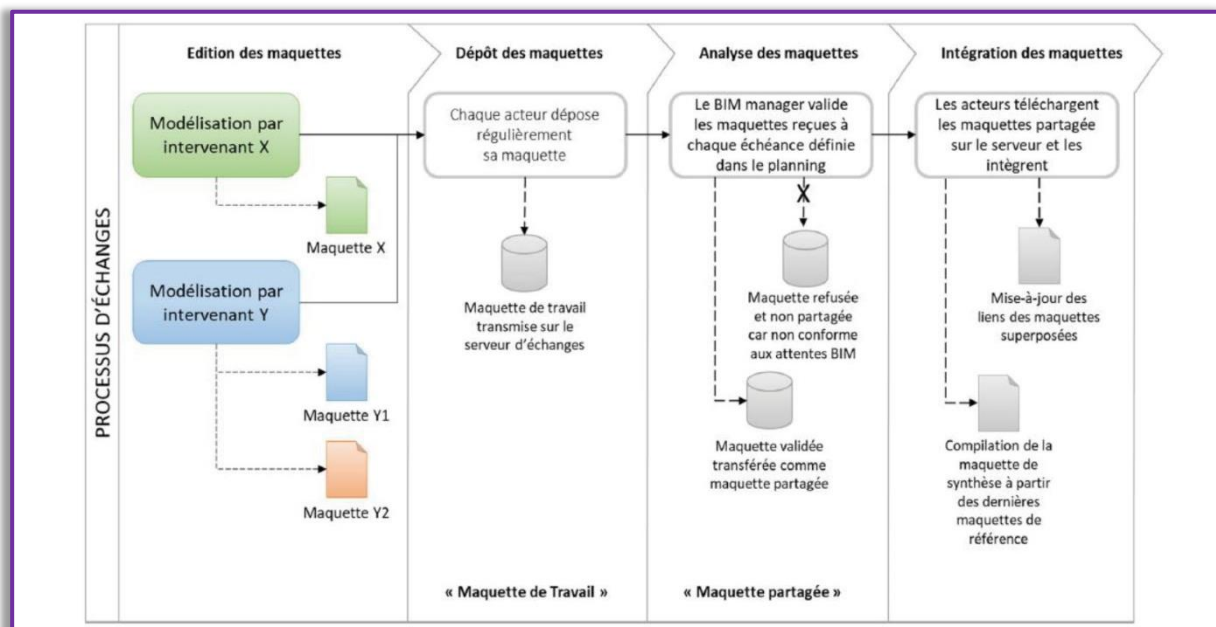 PROCESSUS D'ÉCHANGES
Edition des maquettes
Modélisation par
intervenant X
Maquette X
Modélisation par
intervenant Y
Maquette Y1
Maquette Y2
Dépôt des maquettes
Chaque acteur dépose
régulièrement
sa maquette
Maquette de travail
transmise sur le
serveur d'échanges
« Maquette de Travail »
Analyse des maquettes
Le BIM manager valide
les maquettes reçues à
chaque échéance définie
dans le planning
X
Maquette refusée
et non partagée
car non conforme
aux attentes BIM
Maquette validée
transférée comme
maquette partagée
« Maquette partagée »
Intégration des maquettes
Les acteurs téléchargent
les maquettes partagée
sur le serveur et les
intègrent
Mise-à-jour des
liens des maquettes
superposées
Compilation de la
maquette de
synthèse à partir
des dernières
maquettes de
référence